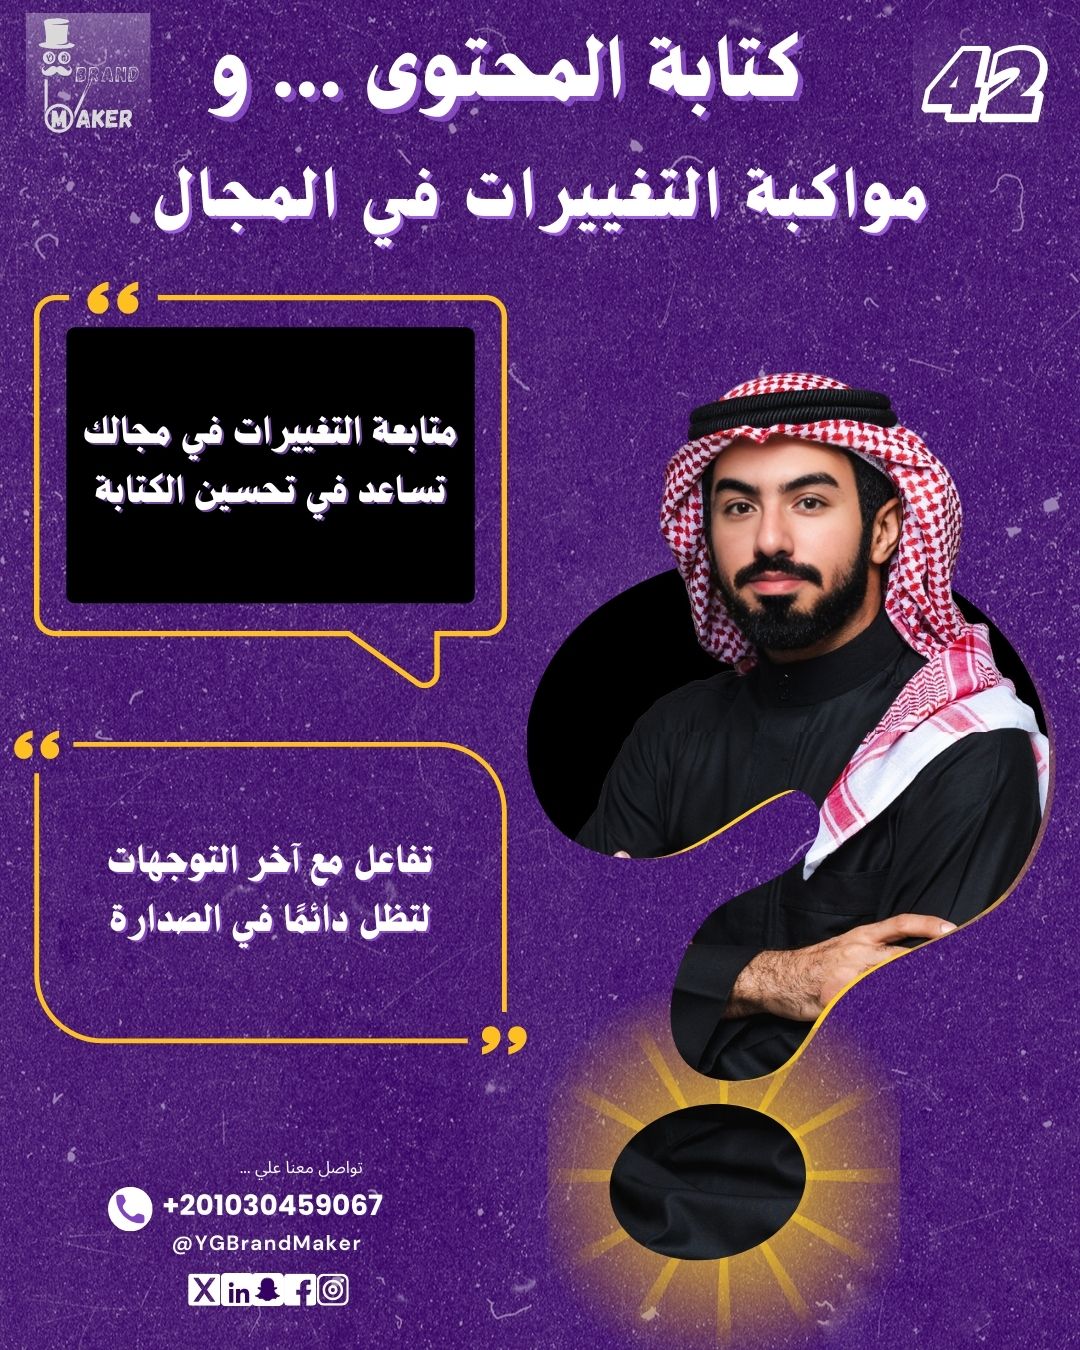 كتابة المحتوى ... و
42
مواكبة التغييرات في المجال
BRAND
MAKER
متابعة التغييرات في مجالك
تساعد في تحسين الكتابة
تفاعل مع آخر التوجهات
لتظل دائمًا في الصدارة
تواصل معنا علي ...
+201030459067
@YGBrandMaker